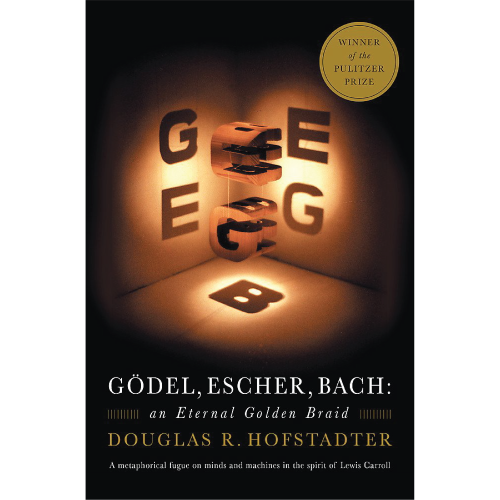 WINNER
of the
PULITZER
PRIZE
G E
E G
B
GÖDEL, ESCHER, BACH:
an Eternal Golden Braid
DOUGLAS R. HOFSTADTER
A metaphorical fugue on minds and machines in the spirit of Lewis Carroll